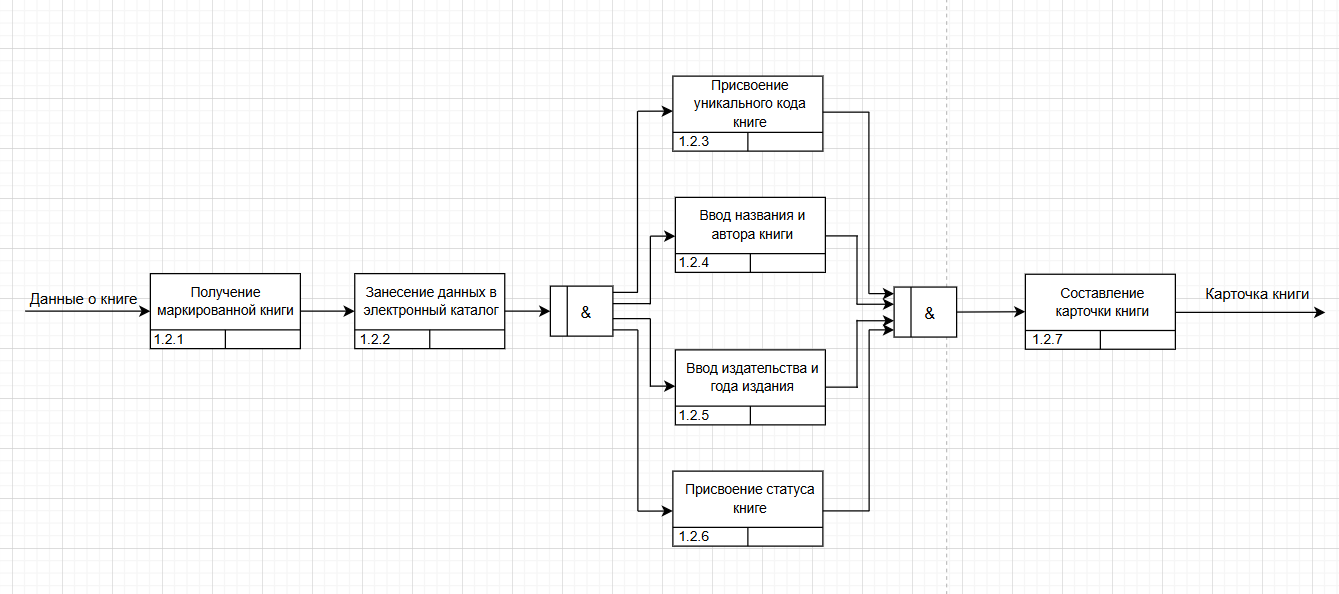 Данные о книге
Получение
маркированной книги
1.2.1
Занесение данных в
электронный каталог
1.2.2
&
Присвоение
уникального кода
книге
1.2.3
Ввод названия и
автора книги
1.2.4
Ввод издательства и
года издания
1.2.5
Присвоение статуса
книге
1.2.6
&
Составление
карточки книги
1.2.7
Карточка книги